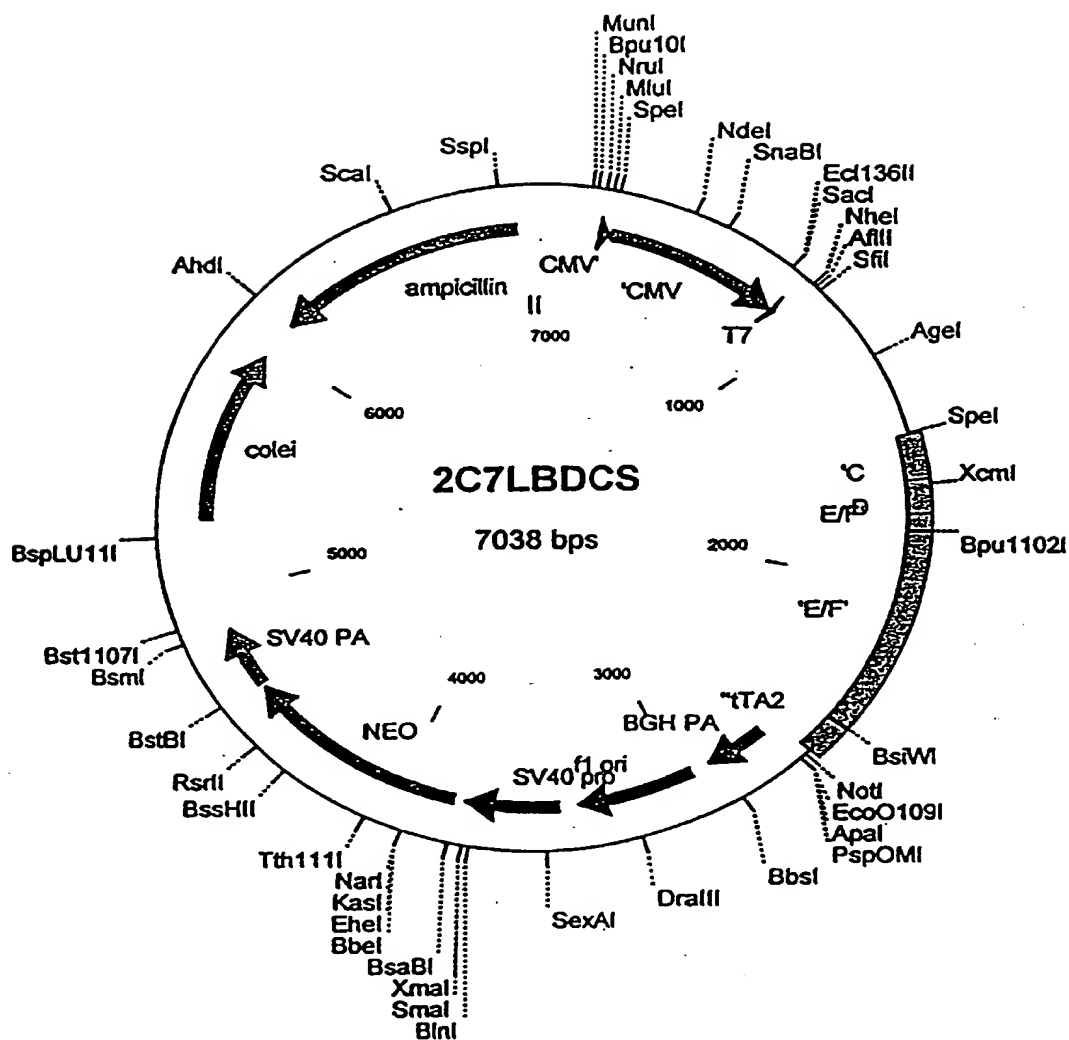 MunI
Bpu10I
NruI
MluI
SpeI
NdeI
SnaBI
Ecl136II
SacI
NheI
AflII
SfiI
AgeI
SpeI
XcmI
Bpu1102I
BsiWI
NotI
EcoO109I
ApaI
PspOMI
BbsI
DraIII
SexAI
BlnI
SmaI
XmaI
BsaBI
BbeI
EheI
KasI
NarI
Tth111I
BssHII
RsrII
BstBI
BsmI
Bst1107I
BspLU11I
AhdI
ScaI
SspI
CMV'
'CMV
T7
ampicillin
II
7000
1000
6000
colei
2C7LBDCS
7038 bps
'C
D
E/F
'E/F'
2000
5000
SV40 PA
4000
3000
NEO
"tTA2
BGH PA
f1 ori
SV40 pro